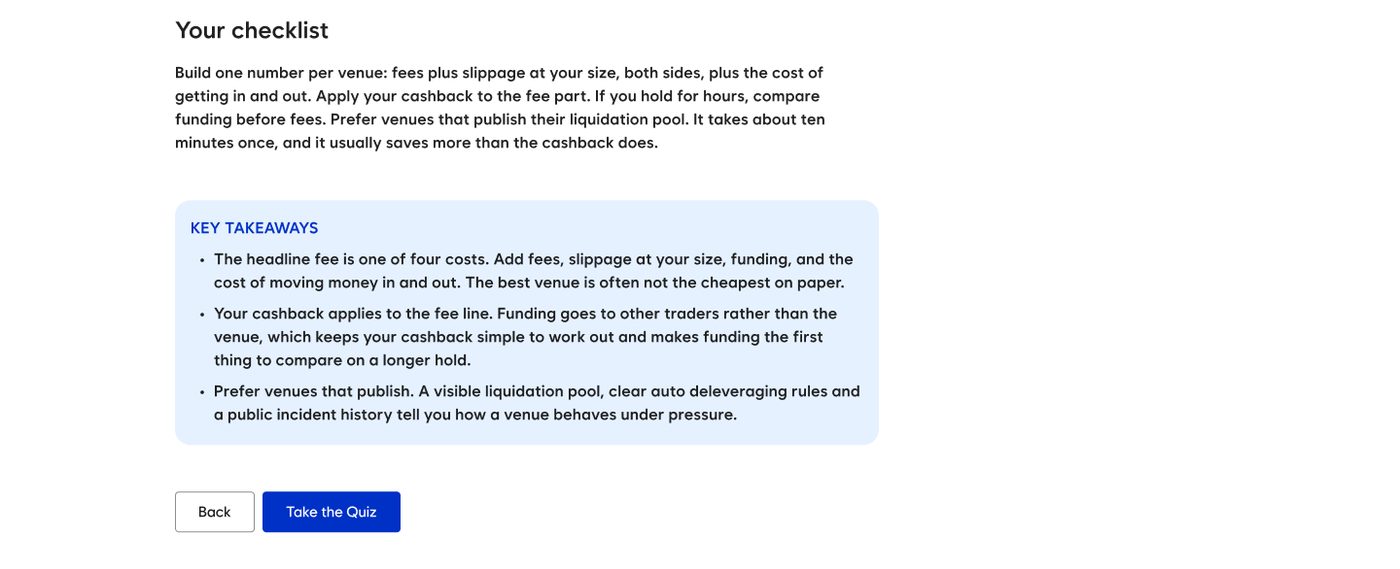 Your checklist
Build one number per venue: fees plus slippage at your size, both sides, plus the cost of
getting in and out. Apply your cashback to the fee part. If you hold for hours, compare
funding before fees. Prefer venues that publish their liquidation pool. It takes about ten
minutes once, and it usually saves more than the cashback does.
KEY TAKEAWAYS
• The headline fee is one of four costs. Add fees, slippage at your size, funding, and the
cost of moving money in and out. The best venue is often not the cheapest on paper.
• Your cashback applies to the fee line. Funding goes to other traders rather than the
venue, which keeps your cashback simple to work out and makes funding the first
thing to compare on a longer hold.
• Prefer venues that publish. A visible liquidation pool, clear auto deleveraging rules and
a public incident history tell you how a venue behaves under pressure.
Back
Take the Quiz